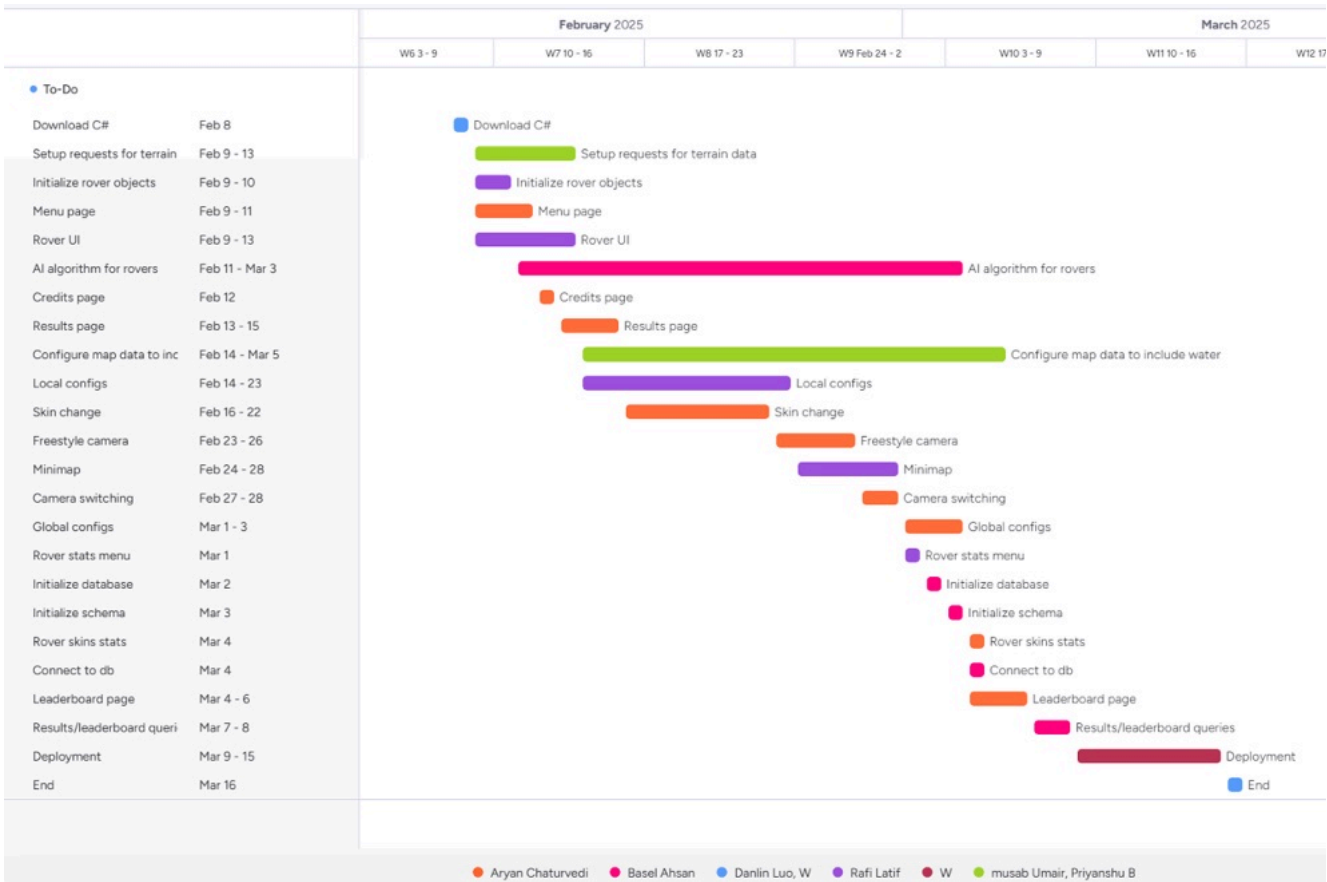 February 2025 March 2025
W6 3 - 9 W7 10 - 16 W8 17 - 23 W9 Feb 24 - 2 W10 3 - 9 W11 10 - 16 W12 17
To-Do
Download C# Feb 8 Download C#
Setup requests for terrain Feb 9 - 13 Setup requests for terrain data
Initialize rover objects Feb 9 - 10 Initialize rover objects
Menu page Feb 9 - 11 Menu page
Rover UI Feb 9 - 13 Rover UI
AI algorithm for rovers Feb 11 - Mar 3 AI algorithm for rovers
Credits page Feb 12 Credits page
Results page Feb 13 - 15 Results page
Configure map data to inc Feb 14 - Mar 5 Configure map data to include water
Local configs Feb 14 - 23 Local configs
Skin change Feb 16 - 22 Skin change
Freestyle camera Feb 23 - 26 Freestyle camera
Minimap Feb 24 - 28 Minimap
Camera switching Feb 27 - 28 Camera switching
Global configs Mar 1 - 3 Global configs
Rover stats menu Mar 1 Rover stats menu
Initialize database Mar 2 Initialize database
Initialize schema Mar 3 Initialize schema
Rover skins stats Mar 4 Rover skins stats
Connect to db Mar 4 Connect to db
Leaderboard page Mar 4 - 6 Leaderboard page
Results/leaderboard queri Mar 7 - 8 Results/leaderboard queries
Deployment Mar 9 - 15 Deployment
End Mar 16 End
Aryan Chaturvedi Basel Ahsan Danlin Luo, W Rafi Latif W musab Umair, Priyanshu B